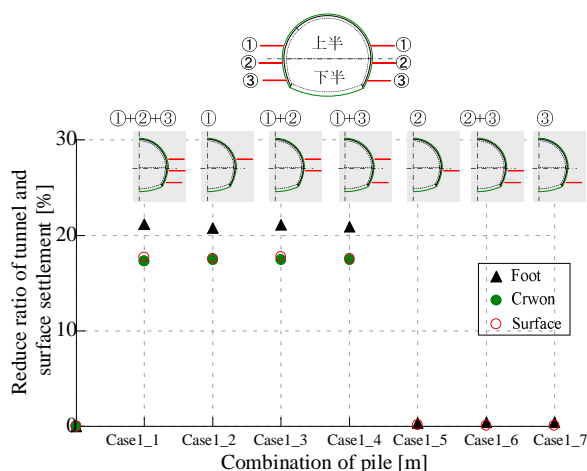 ① 上半 ①
② ②
③ 下半 ③
①+②+③ ① ①+② ①+③ ② ②+③ ③
30
20
10
0
Reduce ratio of tunnel and
surface settlement [%]
Foot
Crwon
Surface
Case1_1 Case1_2 Case1_3 Case1_4 Case1_5 Case1_6 Case1_7
Combination of pile [m]